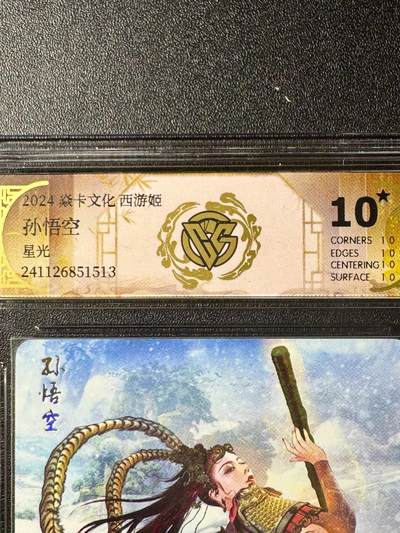 2024 焱卡文化 西游姬
孙悟空
星光
241126851513
10★
CORNERS 10
EDGES 10
CENTERING 10
SURFACE 10
孙悟空